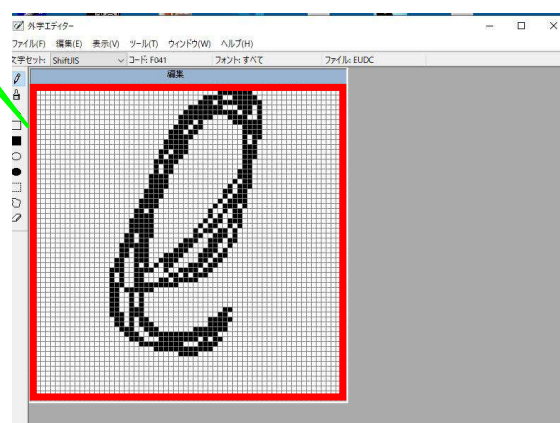 外字エディター
ファイル(F) 編集(E) 表示(V) ツール(T) ウィンドウ(W) ヘルプ(H)
文字セット: ShiftJIS コード: F041 フォント: すべて ファイル: EUDC
編集